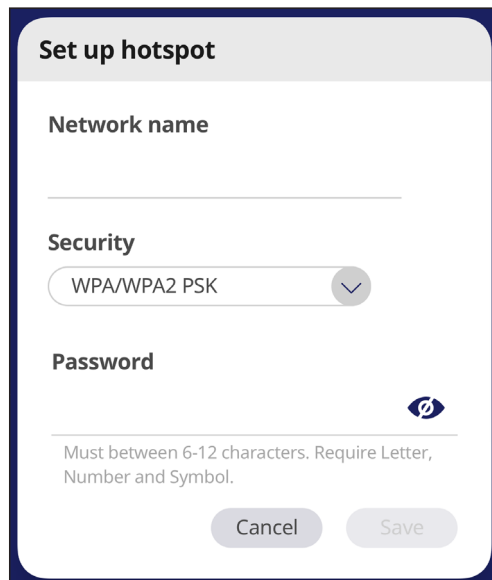 Set up hotspot
Network name
Security
WPA/WPA2 PSK
Password
Must between 6-12 characters. Require Letter,
Number and Symbol.
Cancel Save